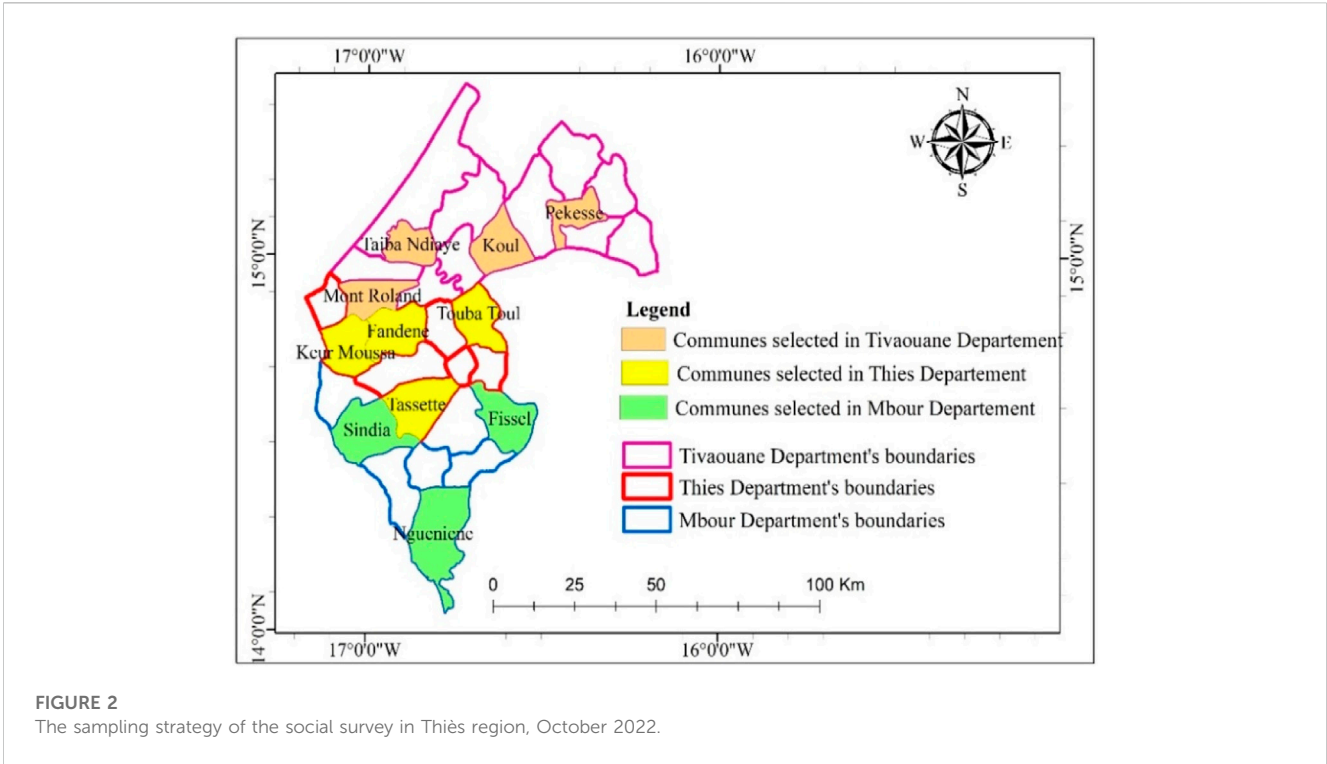 17°0'0"W
16°0'0"W
N
W
E
S
Pekesse
Taiba Ndiaye
Koul
15°0'0"N
15°0'0"N
Mont Roland
Touba Toul
Fandene
Keur Moussa
Tassette
Fissel
Sindia
Ngueniene
Legend
Communes selected in Tivaouane Departement
Communes selected in Thies Departement
Communes selected in Mbour Departement
Tivaouane Department's boundaries
Thies Department's boundaries
Mbour Department's boundaries
0 25 50 100 Km
14°0'0"N
17°0'0"W
16°0'0"W
FIGURE 2
The sampling strategy of the social survey in Thiès region, October 2022.